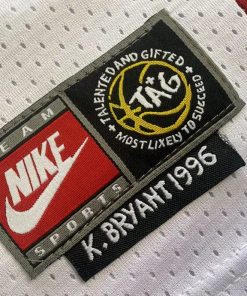 TEAM
NIKE
SPORTS
TALENTED AND GIFTED
TAG
MOST LIKELY TO SUCCEED
K. BRYANT 1996